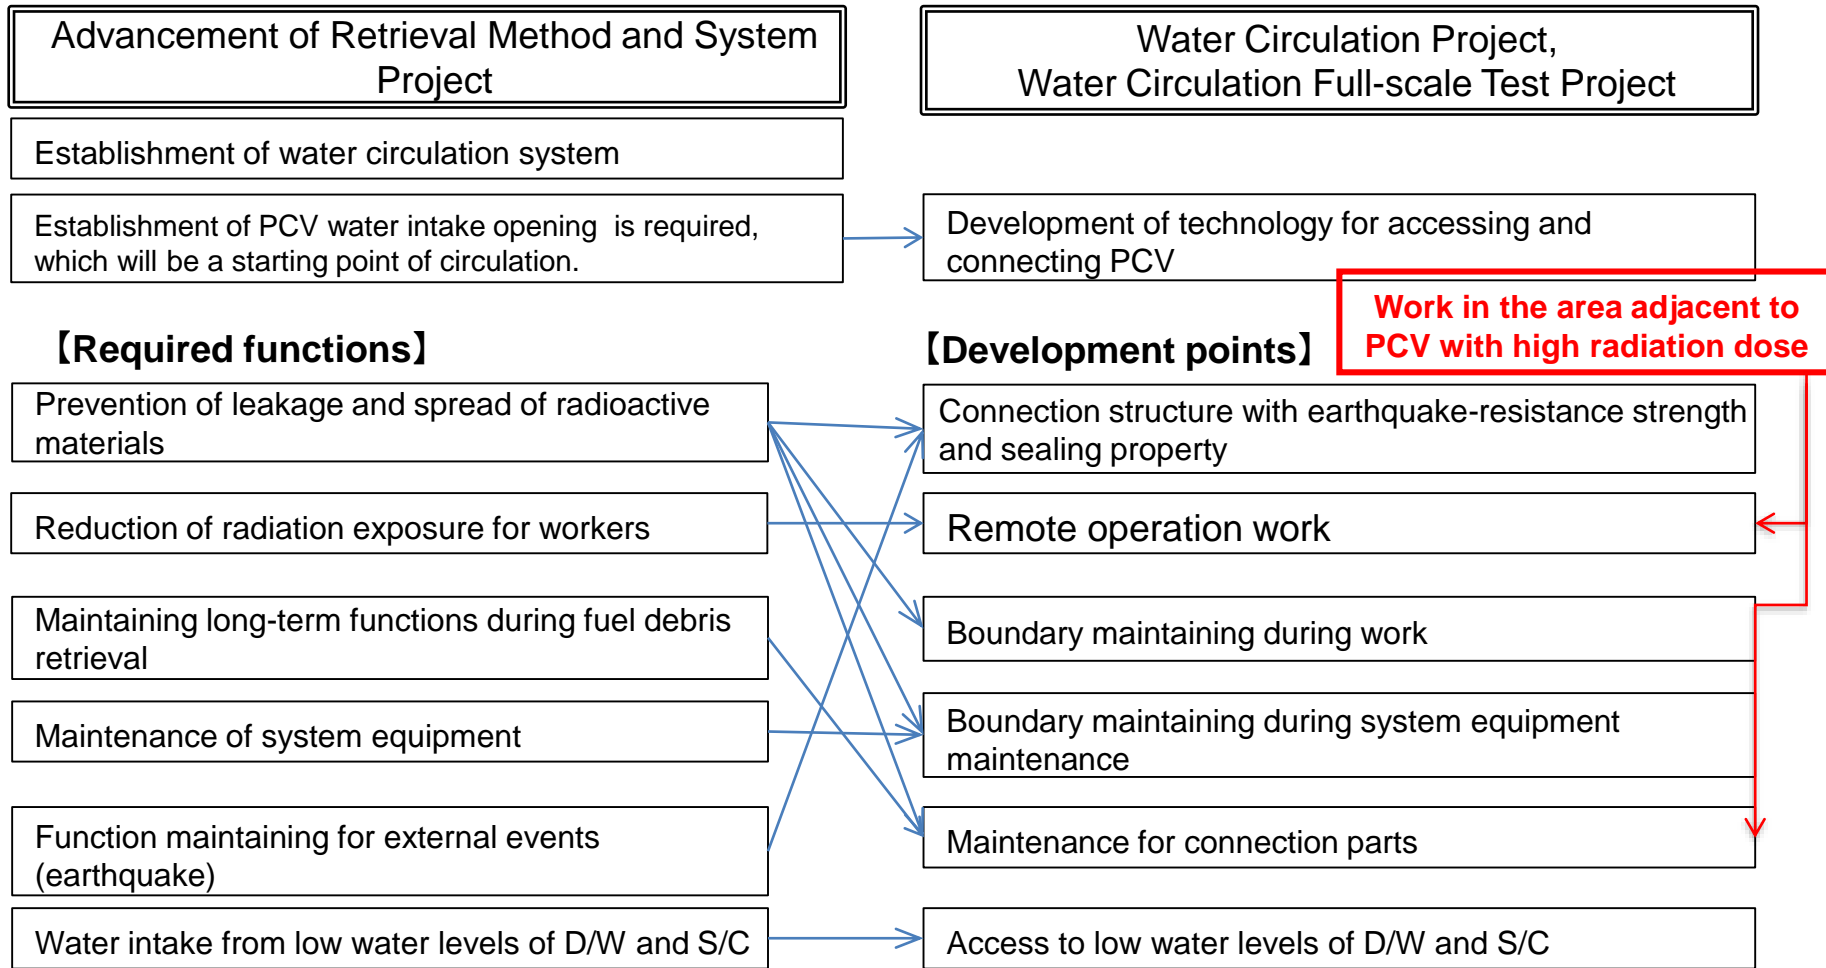 Advancement of Retrieval Method and System
Project
Water Circulation Project,
Water Circulation Full-scale Test Project
Establishment of water circulation system
Establishment of PCV water intake opening is required,
which will be a starting point of circulation.
Development of technology for accessing and
connecting PCV
Work in the area adjacent to
PCV with high radiation dose
【Required functions】
【Development points】
Prevention of leakage and spread of radioactive
materials
Connection structure with earthquake-resistance strength
and sealing property
Reduction of radiation exposure for workers
Remote operation work
Maintaining long-term functions during fuel debris
retrieval
Boundary maintaining during work
Maintenance of system equipment
Boundary maintaining during system equipment
maintenance
Function maintaining for external events
(earthquake)
Maintenance for connection parts
Water intake from low water levels of D/W and S/C
Access to low water levels of D/W and S/C